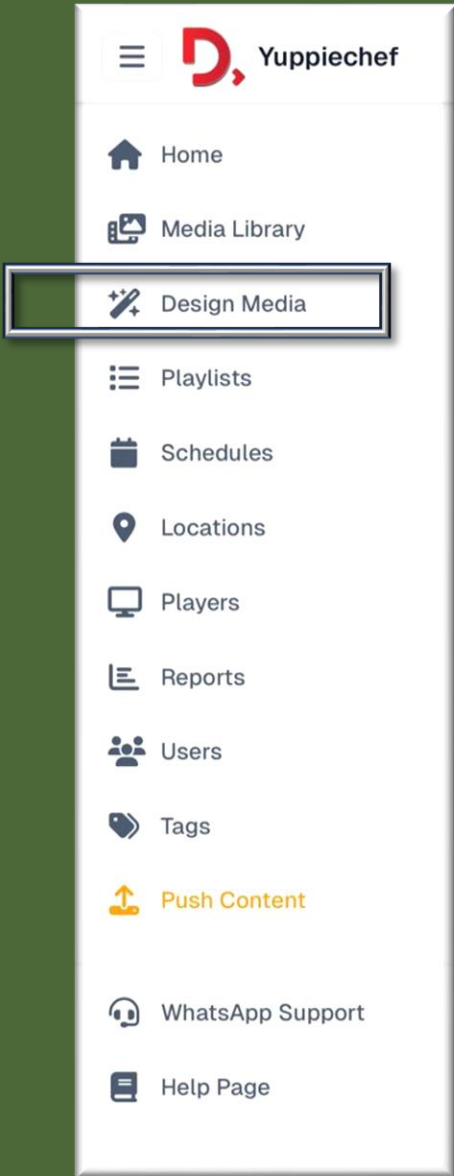 Yuppiechef
Home
Media Library
Design Media
Playlists
Schedules
Locations
Players
Reports
Users
Tags
Push Content
WhatsApp Support
Help Page